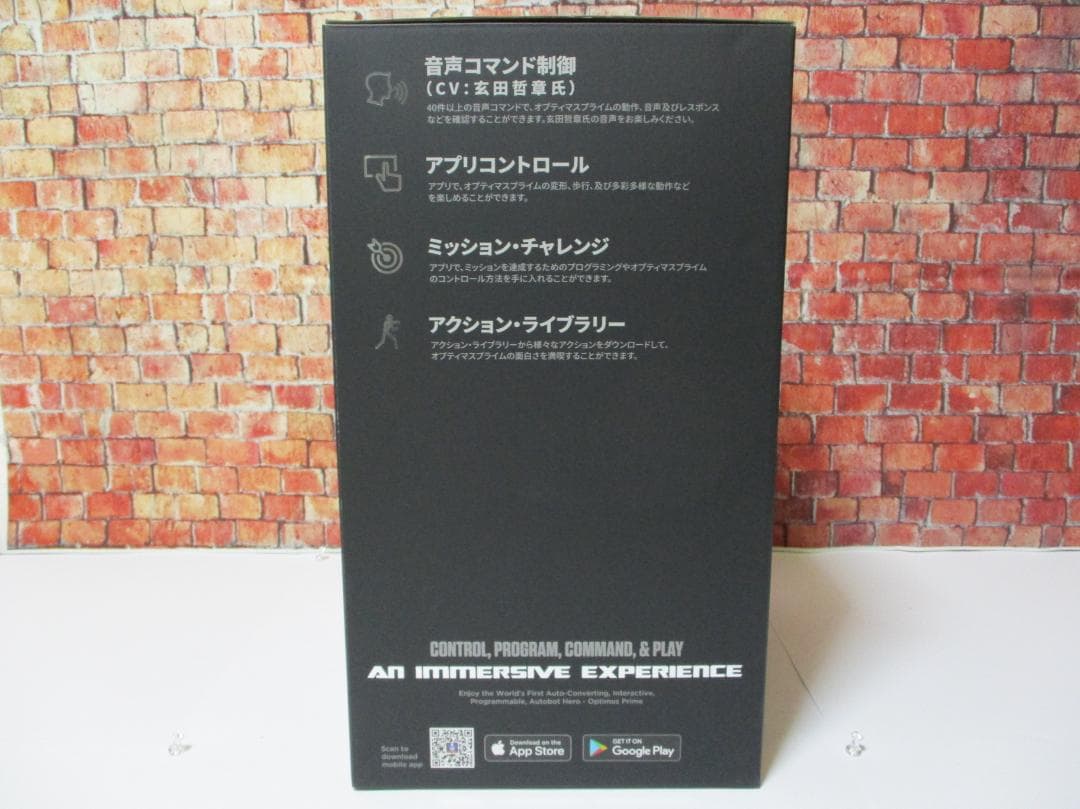 音声コマンド制御
(CV:玄田哲章氏)
40件以上の音声コマンドで、オプティマスプライムの動作、音声及びレスポンス
などを確認することができます。玄田哲章氏の音声をお楽しみください。
アプリコントロール
アプリで、オプティマスプライムの変形、歩行、及び多彩多様な動作など
を楽しめることができます。
ミッション・チャレンジ
アプリで、ミッションを達成するためのプログラミングやオプティマスプライム
のコントロール方法を手に入れることができます。
アクション・ライブラリー
アクション・ライブラリーから様々なアクションをダウンロードして、
オプティマスプライムの面白さを満喫することができます。
CONTROL, PROGRAM, COMMAND, & PLAY
AN IMMERSIVE EXPERIENCE
Enjoy the World's First Auto-Converting, Interactive,
Programmable, Autobot Hero - Optimus Prime
Scan to
download
mobile app
Download on the
App Store
GET IT ON
Google Play